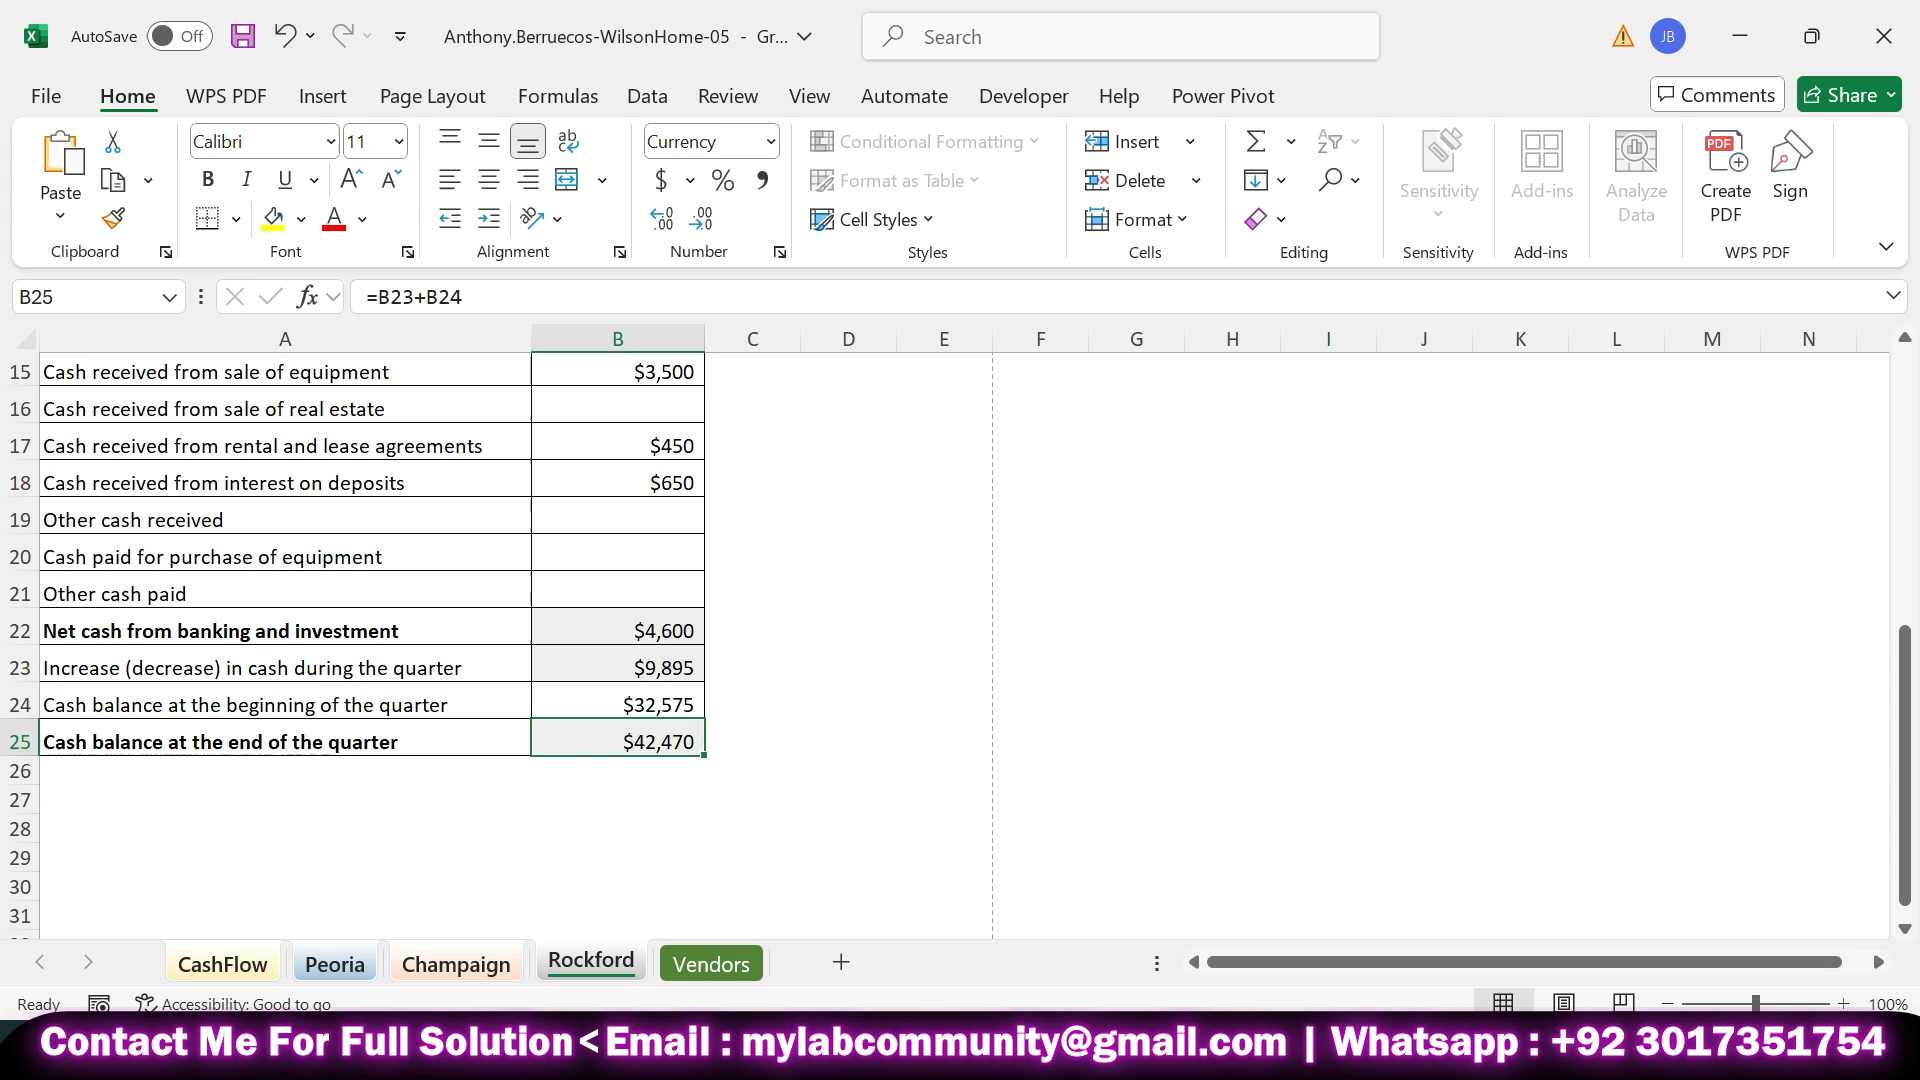 AutoSave Off Anthony.Berruecos-WilsonHome-05 - Gr... Search JB
File Home WPS PDF Insert Page Layout Formulas Data Review View Automate Developer Help Power Pivot Comments Share
Paste
Clipboard
Calibri 11
B I U A A
A
Font
ab
Alignment
Currency
$ % ,
.00
Number
Conditional Formatting
Format as Table
Cell Styles
Styles
Insert
Delete
Format
Cells
Σ
Editing
Sensitivity
Sensitivity
Add-ins
Add-ins
Analyze
Data
PDF
Create
PDF
Sign
WPS PDF
B25 fx =B23+B24
A B C D E F G H I J K L M N
15 Cash received from sale of equipment $3,500
16 Cash received from sale of real estate
17 Cash received from rental and lease agreements $450
18 Cash received from interest on deposits $650
19 Other cash received
20 Cash paid for purchase of equipment
21 Other cash paid
22 Net cash from banking and investment $4,600
23 Increase (decrease) in cash during the quarter $9,895
24 Cash balance at the beginning of the quarter $32,575
25 Cash balance at the end of the quarter $42,470
26
27
28
29
30
31
CashFlow Peoria Champaign Rockford Vendors +
Ready Accessibility: Good to go 100%
Contact Me For Full Solution < Email : mylabcommunity@gmail.com | Whatsapp : +92 3017351754